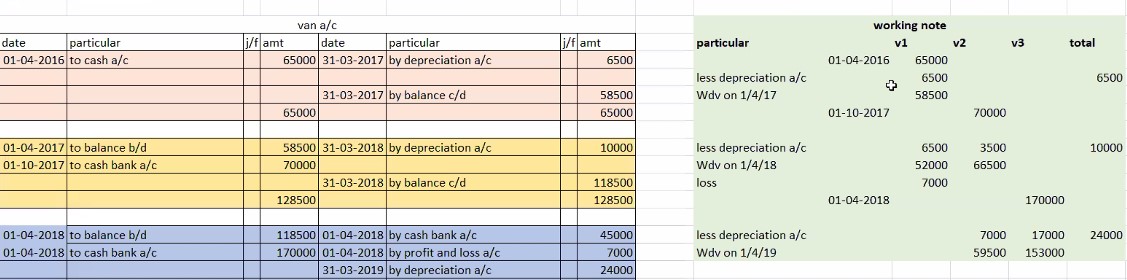 van a/c working note
date particular j/f amt date particular j/f amt particular v1 v2 v3 total
01-04-2016 to cash a/c 65000 31-03-2017 by depreciation a/c 6500 01-04-2016 65000
less depreciation a/c 6500 6500
31-03-2017 by balance c/d 58500 Wdv on 1/4/17 58500
65000 65000 01-10-2017 70000
01-04-2017 to balance b/d 58500 31-03-2018 by depreciation a/c 10000 less depreciation a/c 6500 3500 10000
01-10-2017 to cash bank a/c 70000 Wdv on 1/4/18 52000 66500
31-03-2018 by balance c/d 118500 loss 7000
128500 128500 01-04-2018 170000
01-04-2018 to balance b/d 118500 01-04-2018 by cash bank a/c 45000 less depreciation a/c 7000 17000 24000
01-04-2018 to cash bank a/c 170000 01-04-2018 by profit and loss a/c 7000 Wdv on 1/4/19 59500 153000
31-03-2019 by depreciation a/c 24000